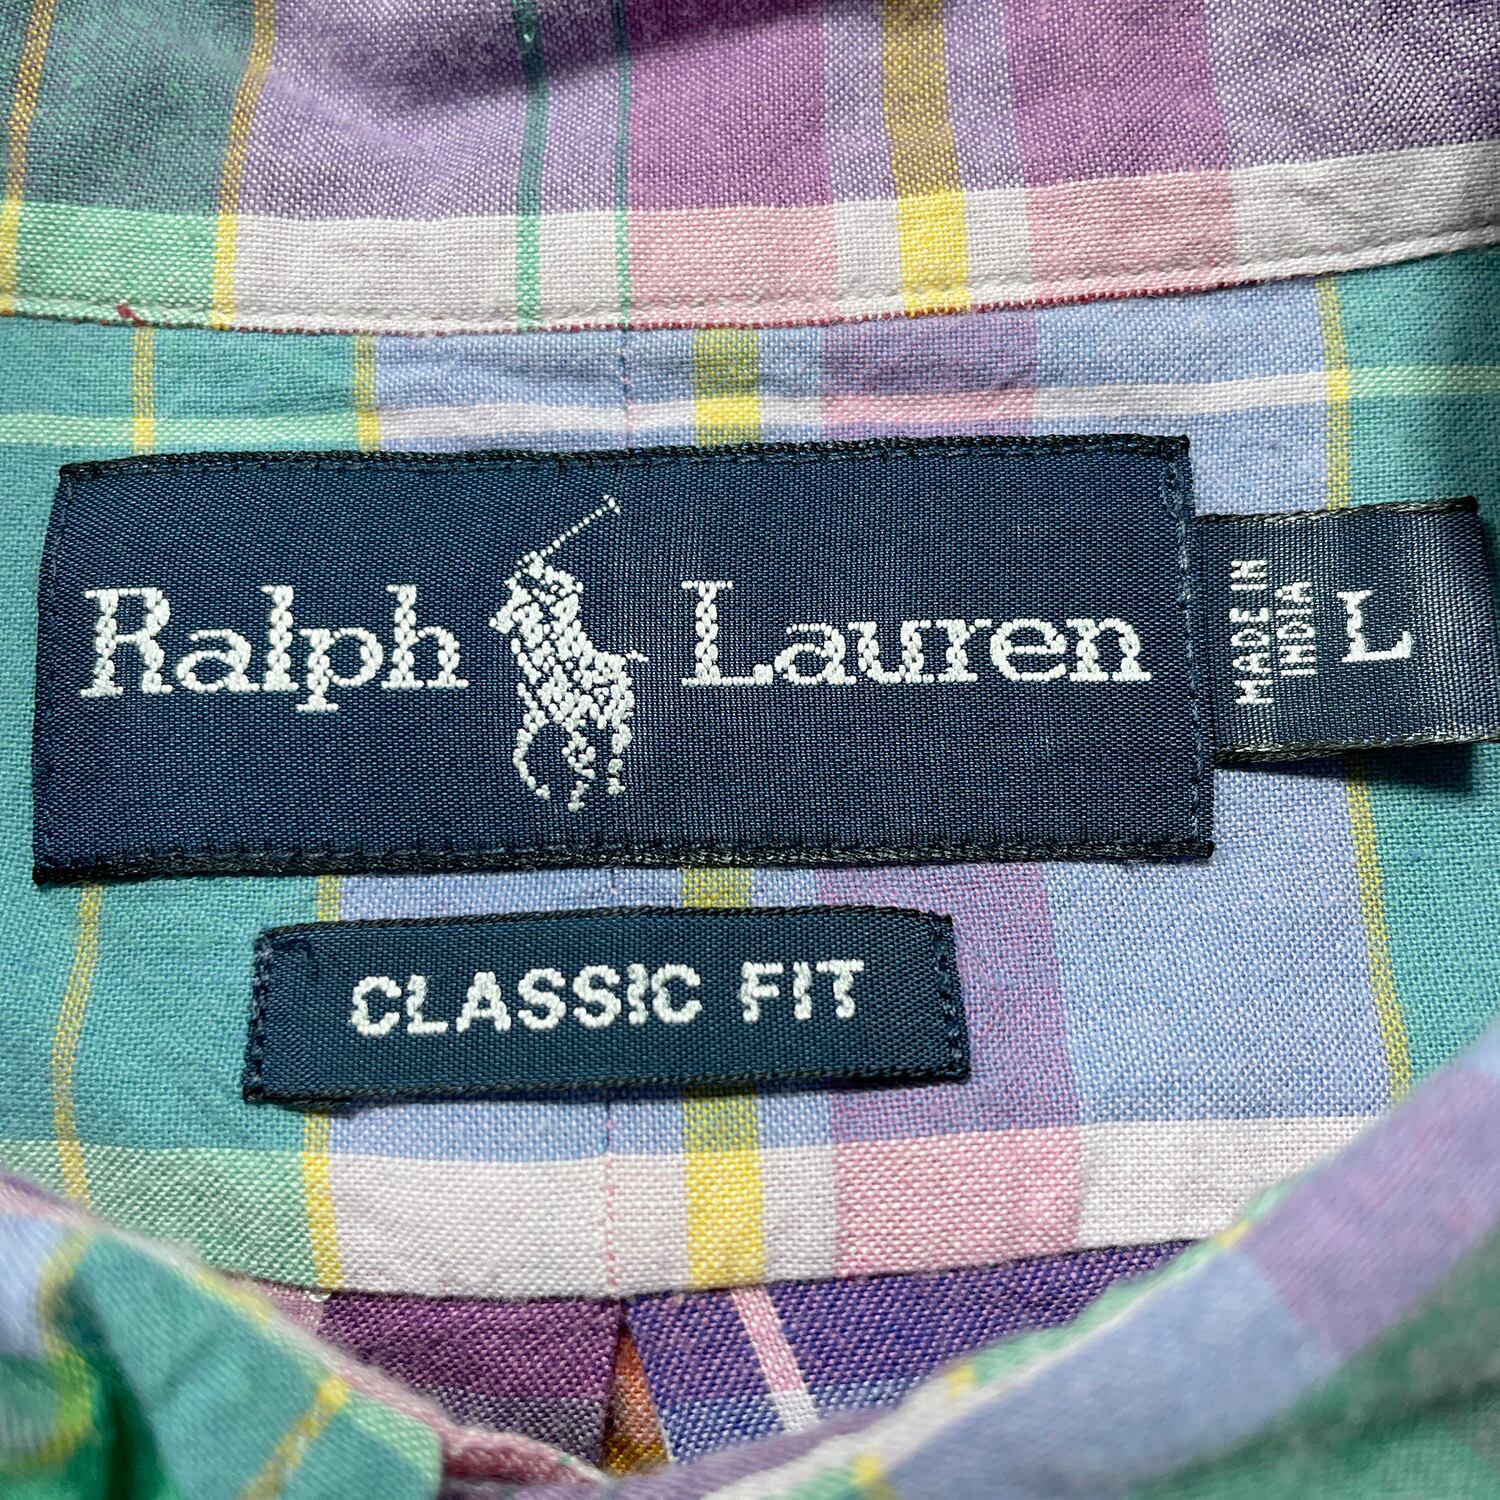 Ralph Lauren
MADE IN
INDIA
L
CLASSIC FIT